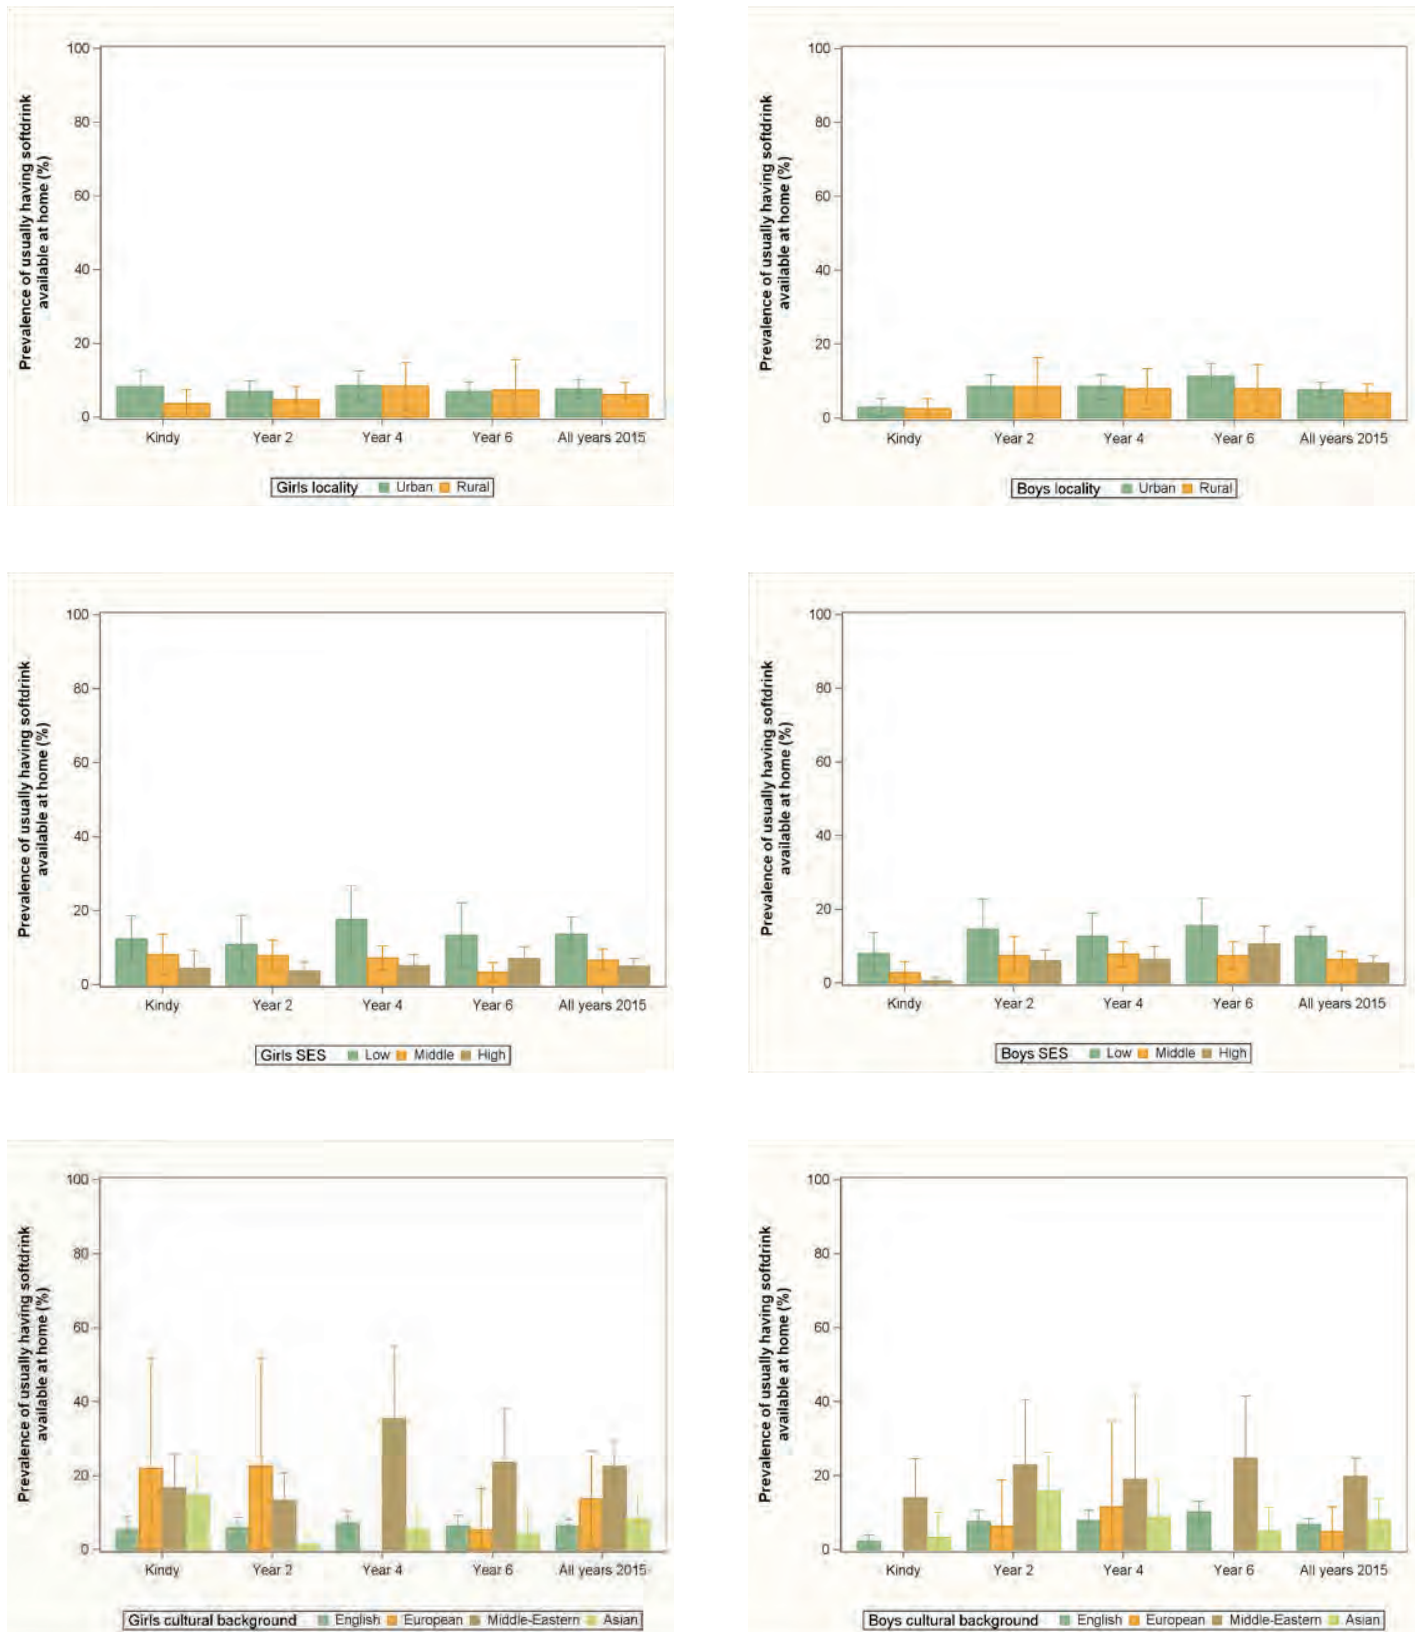 Prevalence of usually having softdrink
available at home (%)
100
80
60
40
20
0
Kindy Year 2 Year 4 Year 6 All years 2015
Girls locality Urban Rural
Prevalence of usually having softdrink
available at home (%)
100
80
60
40
20
0
Kindy Year 2 Year 4 Year 6 All years 2015
Boys locality Urban Rural
Prevalence of usually having softdrink
available at home (%)
100
80
60
40
20
0
Kindy Year 2 Year 4 Year 6 All years 2015
Girls SES Low Middle High
Prevalence of usually having softdrink
available at home (%)
100
80
60
40
20
0
Kindy Year 2 Year 4 Year 6 All years 2015
Boys SES Low Middle High
Prevalence of usually having softdrink
available at home (%)
100
80
60
40
20
0
Kindy Year 2 Year 4 Year 6 All years 2015
Girls cultural background English European Middle-Eastern Asian
Prevalence of usually having softdrink
available at home (%)
100
80
60
40
20
0
Kindy Year 2 Year 4 Year 6 All years 2015
Boys cultural background English European Middle-Eastern Asian